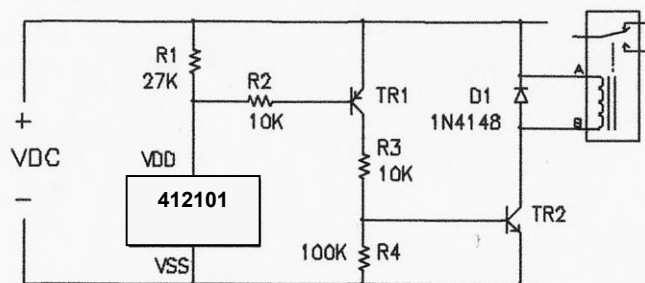 R1
27K
R2
10K
TR1
D1
1N4148
A
B
+
VDC
−
VDD
412101
VSS
R3
10K
100K
R4
TR2